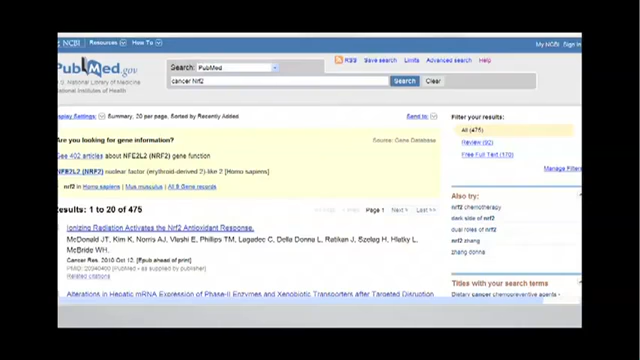 NCBI Resources How To My NCBI Sign In
PubMed.gov
U.S. National Library of Medicine
National Institutes of Health
Search: PubMed
RSS Save search Limits Advanced search Help
cancer Nrf2 Search Clear
Display Settings: Summary, 20 per page, Sorted by Recently Added Send to:
Are you looking for gene information? Source: Gene Database
See 402 articles about NFE2L2 (NRF2) gene function
NFE2L2 (NRF2) nuclear factor (erythroid-derived 2)-like 2 [Homo sapiens]
nrf2 in Homo sapiens | Mus musculus | All 9 Gene records
Results: 1 to 20 of 475 Page 1 Next > Last >>
Ionizing Radiation Activates the Nrf2 Antioxidant Response.
McDonald JT, Kim K, Norris AJ, Vlashi E, Phillips TM, Lagadec C, Della Donna L, Ratikan J, Szelag H, Hlatky L,
McBride WH.
Cancer Res. 2010 Oct 12. [Epub ahead of print]
PMID: 20940400 [PubMed - as supplied by publisher]
Related citations
Alterations in Hepatic mRNA Expression of Phase-II Enzymes and Xenobiotic Transporters after Targeted Disruption
Filter your results:
All (475)
Review (92)
Free Full Text (170)
Manage Filters
Also try:
nrf2 chemotherapy
dark side of nrf2
dual roles of nrf2
nrf2 zhang
zhang donna
Titles with your search terms
Dietary cancer chemopreventive agents -